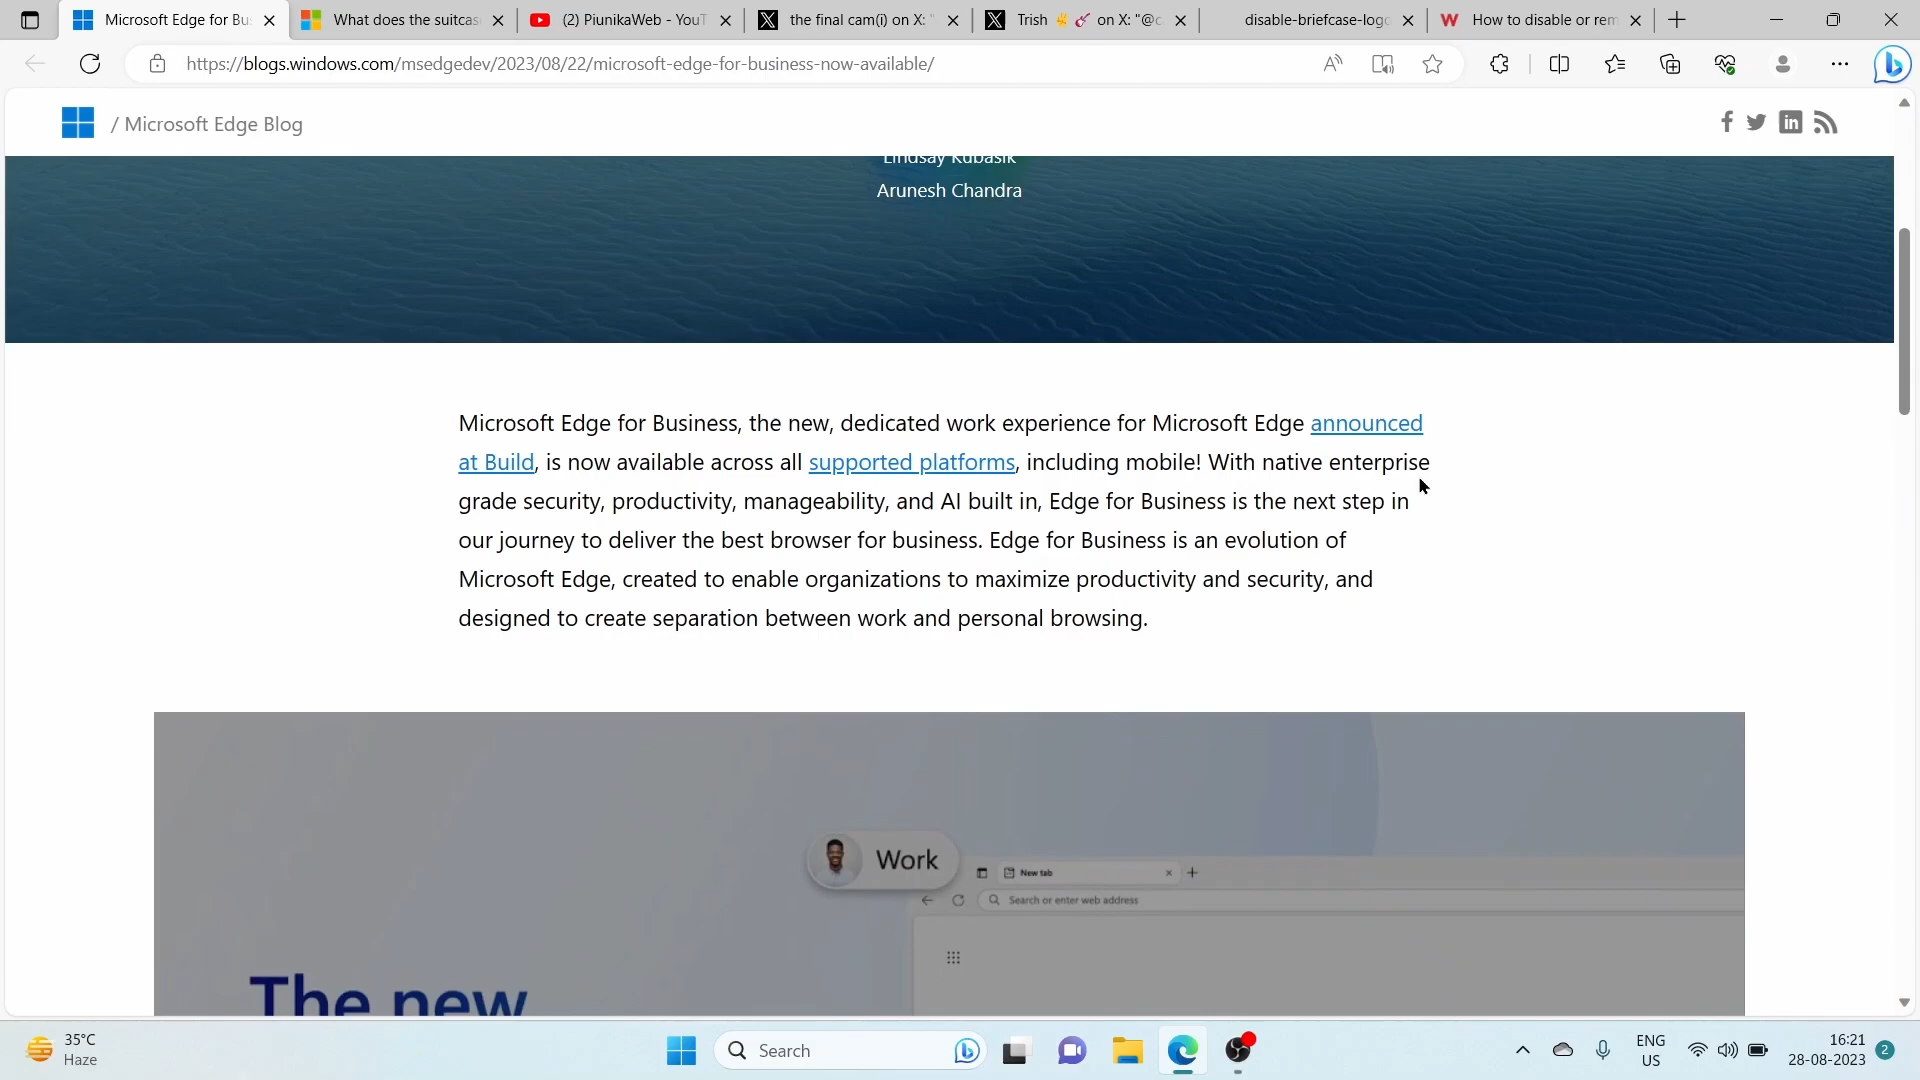 Microsoft Edge for Bu
What does the suitcas
(2) PiunikaWeb - YouT
the final cam(i) on X: "
Trish ✌️ 🎸 on X: "@c
disable-briefcase-logo
How to disable or rem
https://blogs.windows.com/msedgedev/2023/08/22/microsoft-edge-for-business-now-available/
/ Microsoft Edge Blog
Lindsay Kubasik
Arunesh Chandra
Microsoft Edge for Business, the new, dedicated work experience for Microsoft Edge announced
at Build, is now available across all supported platforms, including mobile! With native enterprise
grade security, productivity, manageability, and AI built in, Edge for Business is the next step in
our journey to deliver the best browser for business. Edge for Business is an evolution of
Microsoft Edge, created to enable organizations to maximize productivity and security, and
designed to create separation between work and personal browsing.
Work
New tab
Search or enter web address
The new
35°C
Haze
Search
ENG
US
16:21
28-08-2023
2